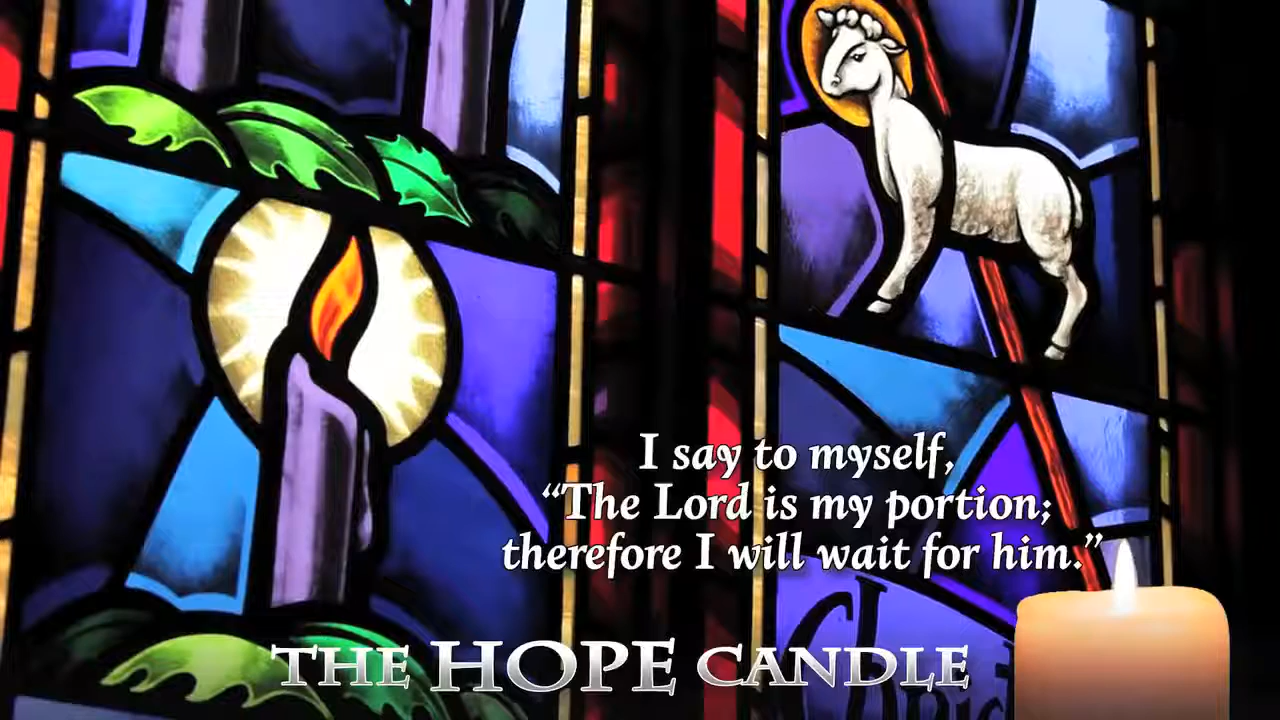 I say to myself,
“The Lord is my portion;
therefore I will wait for him.”
THE HOPE CANDLE